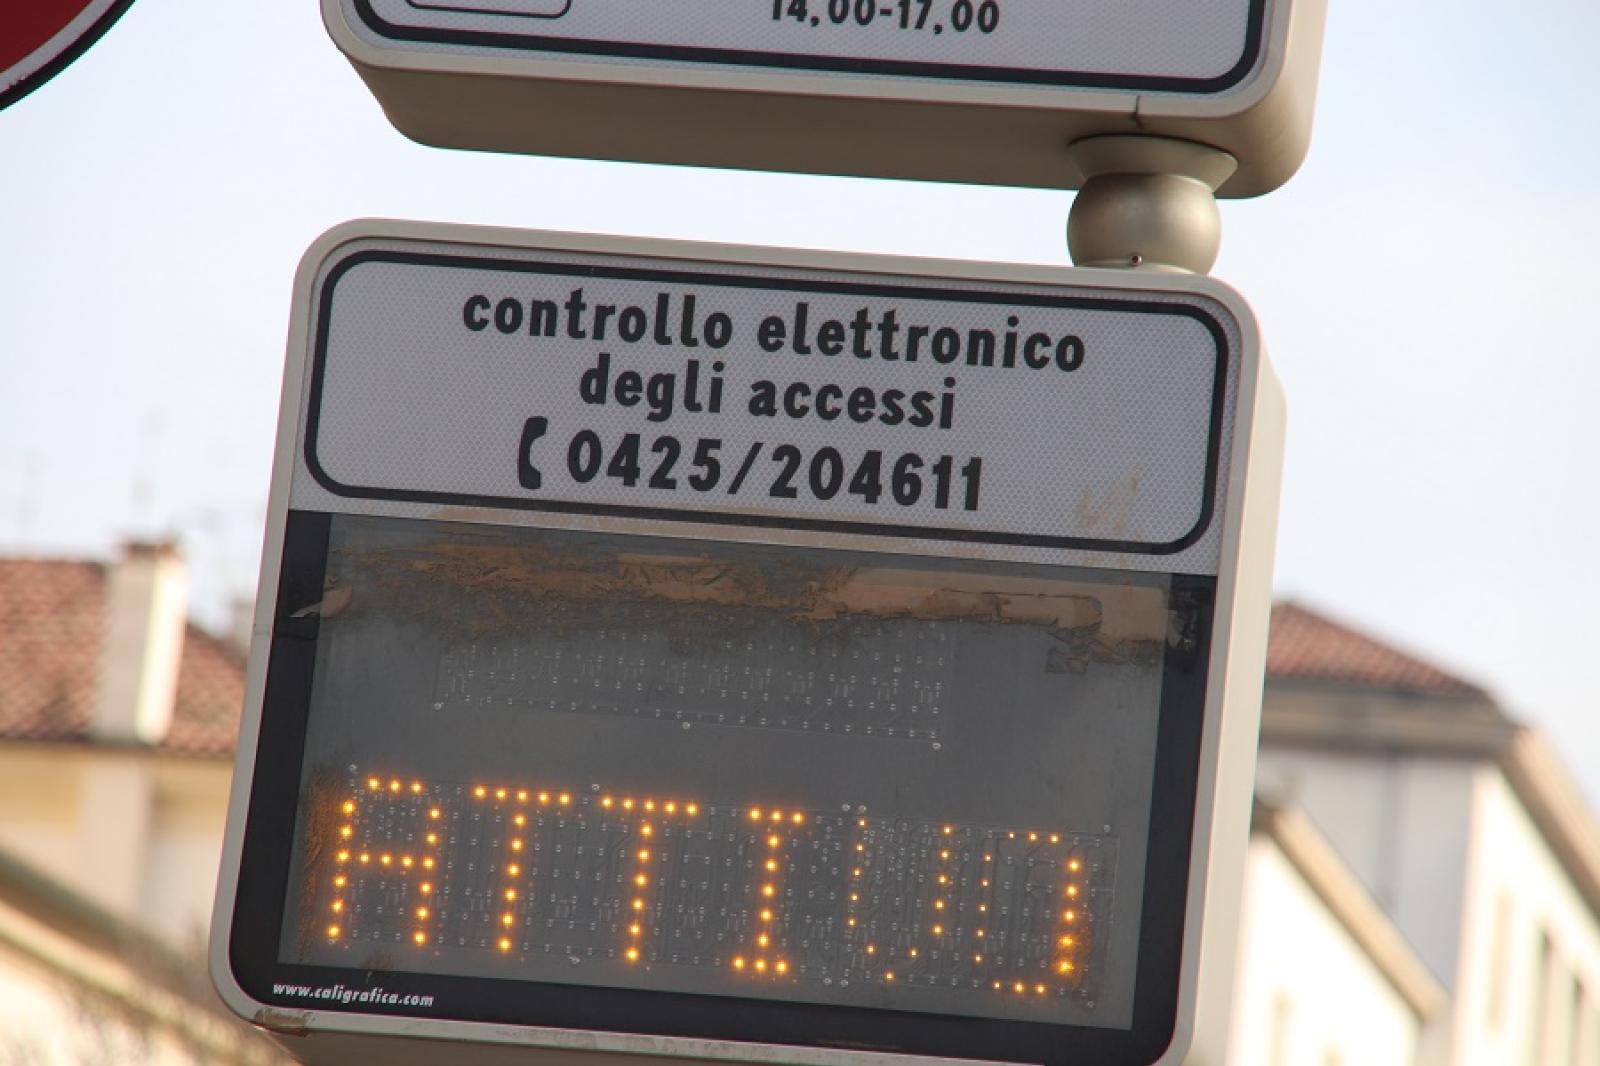 14,00-17,00
controllo elettronico
degli accessi
0425/204611
ATTIVO
www.caligrafica.com